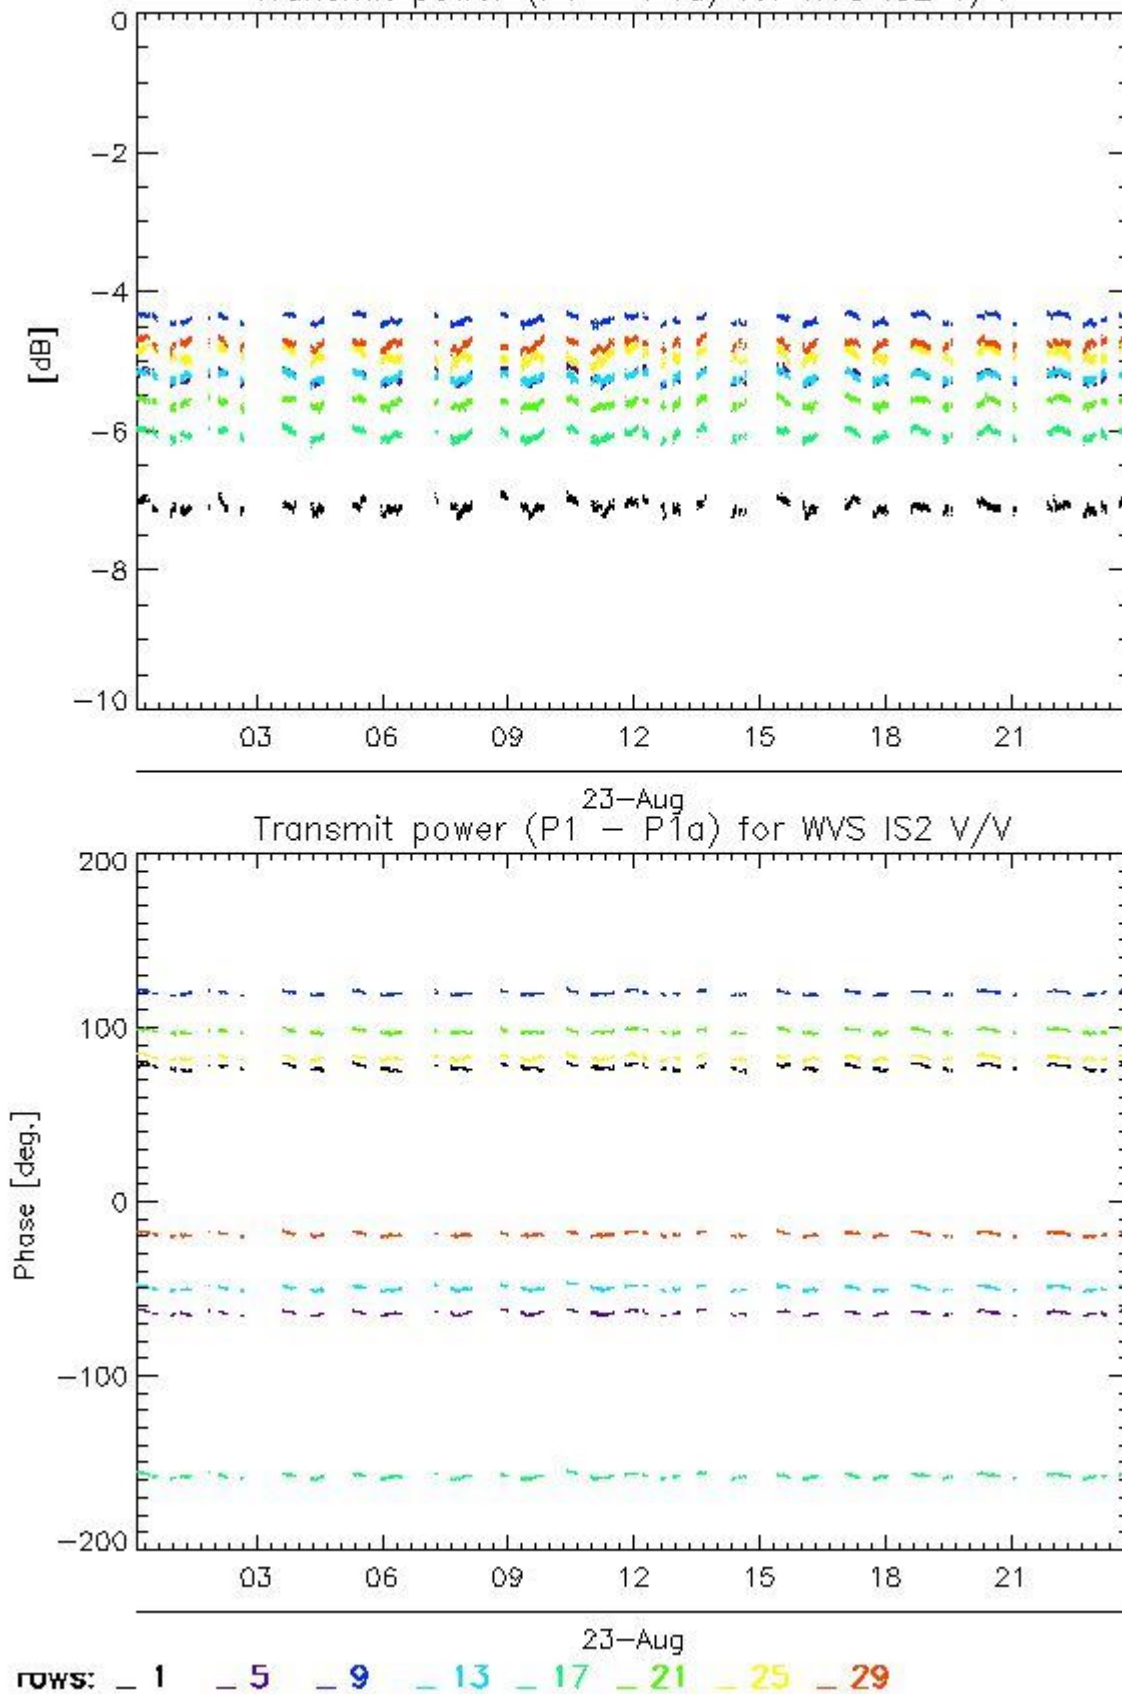 0
-2
-4
[dB]
-6
-8
-10
03 06 09 12 15 18 21
23-Aug
Transmit power (P1 - P1a) for WVS IS2 V/V
200
100
0
Phase [deg.]
-100
-200
03 06 09 12 15 18 21
23-Aug
rows: _ 1 _ 5 _ 9 _ 13 _ 17 _ 21 _ 25 _ 29